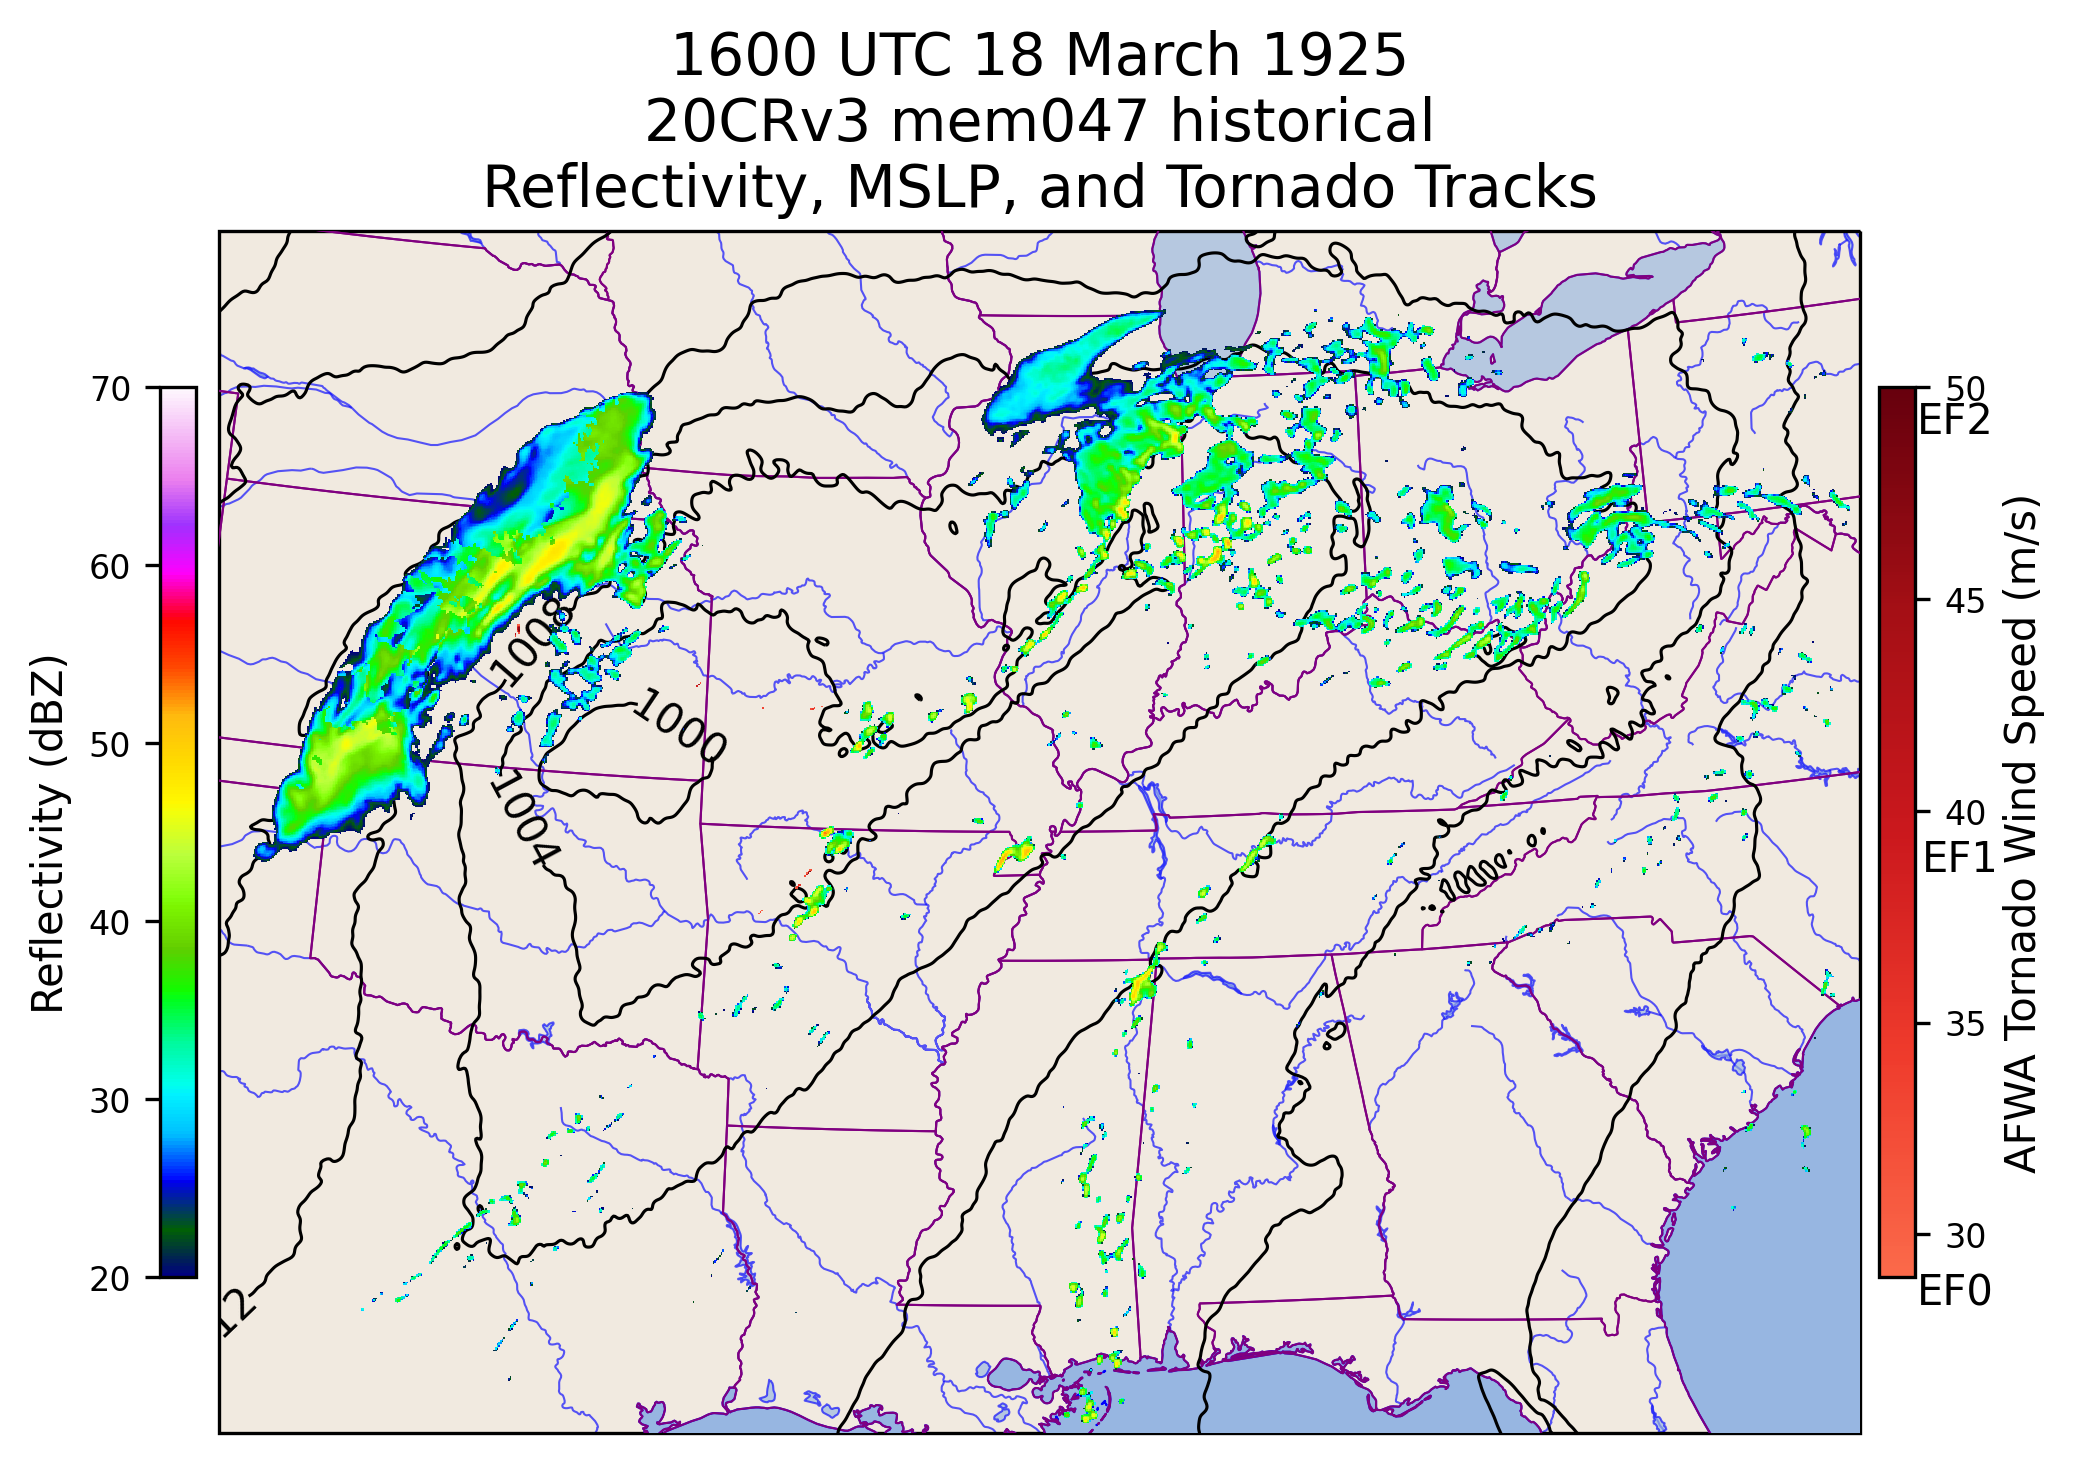 1600 UTC 18 March 1925
20CRv3 mem047 historical
Reflectivity, MSLP, and Tornado Tracks
Reflectivity (dBZ)
70
60
50
40
30
20
1008
1000
1004
1000
12
50
EF2
45
40
EF1
35
30
EF0
AFWA Tornado Wind Speed (m/s)